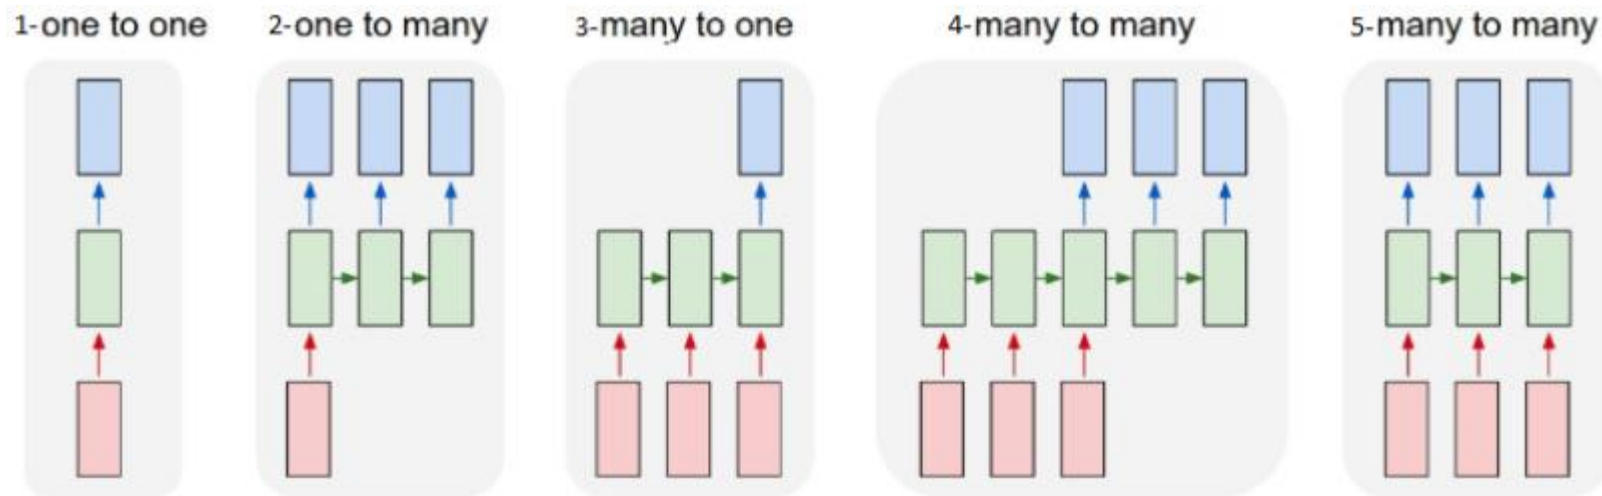 1-one to one
2-one to many
3-many to one
4-many to many
5-many to many